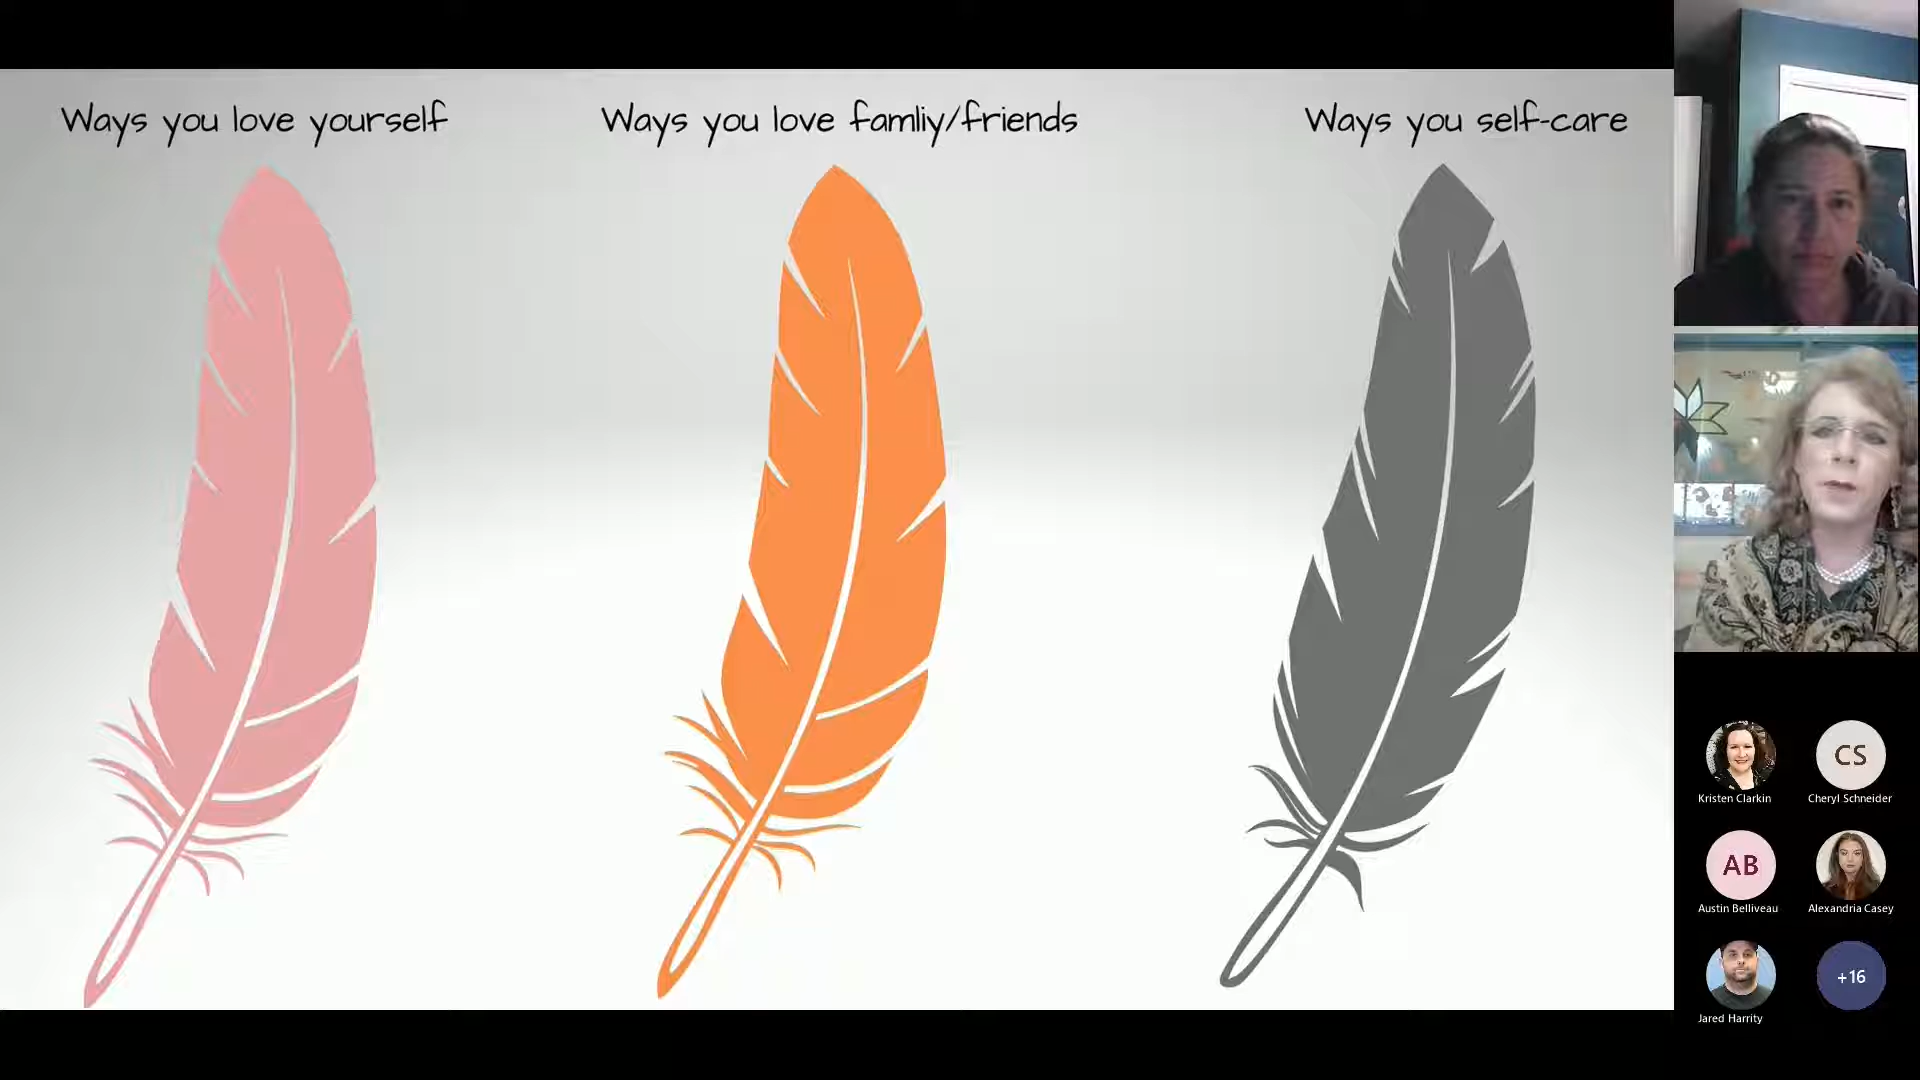 Ways you love yourself
Ways you love famliy/friends
Ways you self-care
Kristen Clarkin
CS
Cheryl Schneider
AB
Austin Belliveau
Alexandria Casey
Jared Harrity
+16